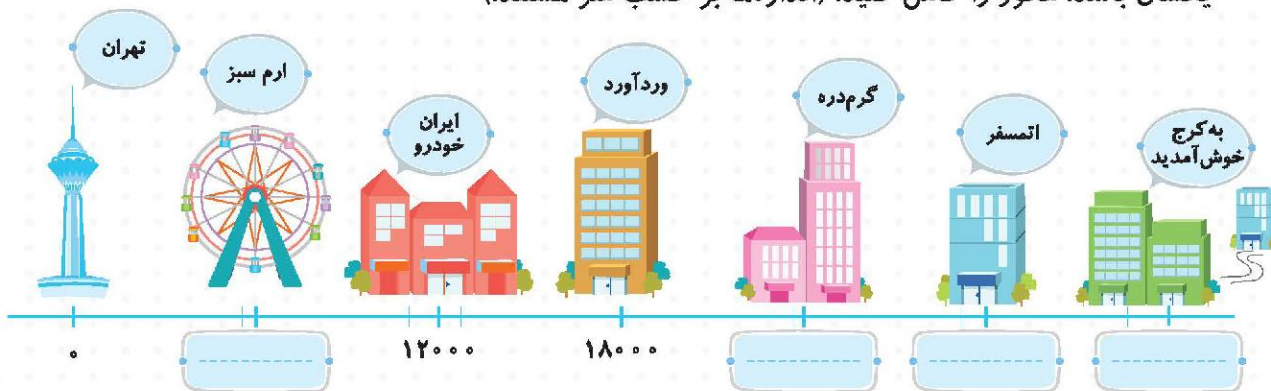 تهران
ارم سبز
ایران
خودرو
وردآورد
گرم‌دره
اتمسفر
به کرج
خوش‌آمدید
۰
۱۲۰۰۰
۱۸۰۰۰